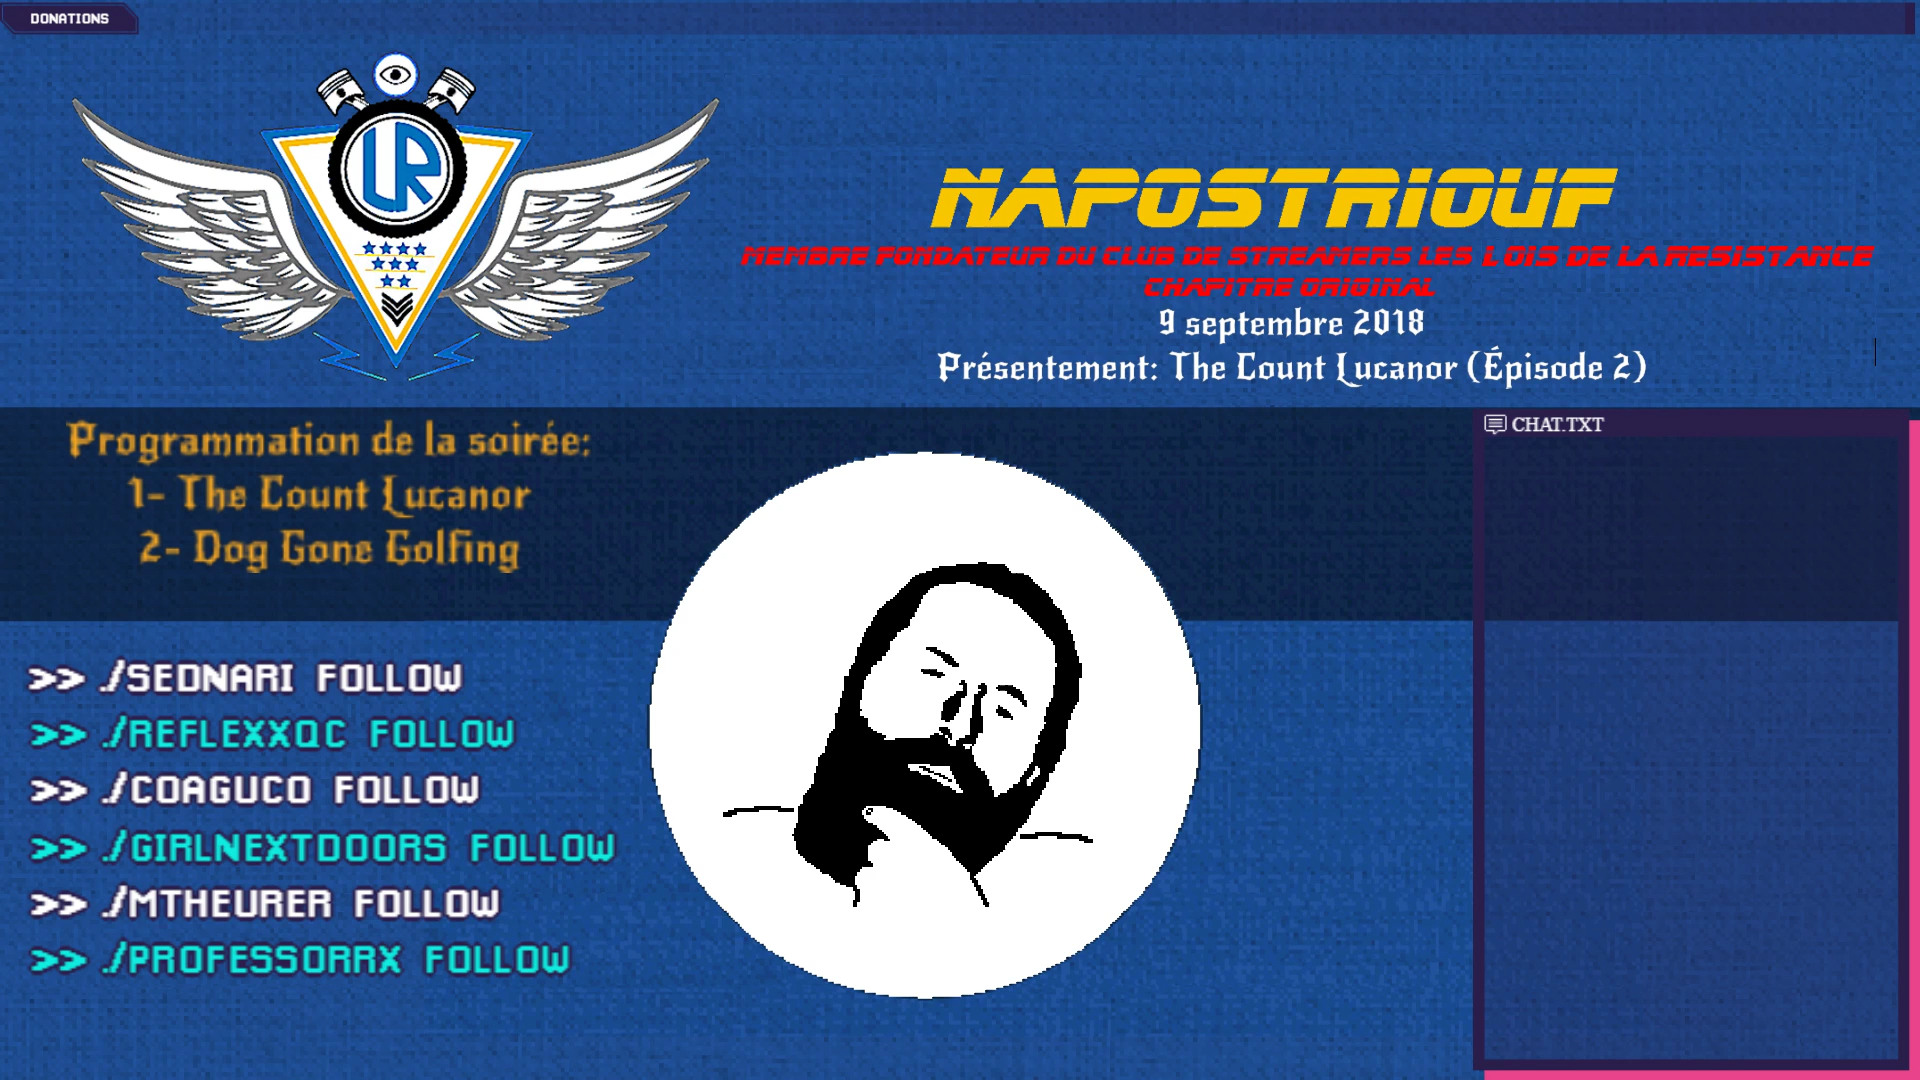 DONATIONS
LR
NAPOSTRIOUF
MEMBRE FONDATEUR DU CLUB DE STREAMERS LES LOIS DE LA RESISTANCE
CHAPITRE ORIGINAL
9 septembre 2018
Présentement: The Count Lucanor (Épisode 2)
Programmation de la soirée:
1- The Count Lucanor
2- Dog Gone Golfing
CHAT.TXT
>> ./SEDNARI FOLLOW
>> ./REFLEXXQC FOLLOW
>> ./COAGUCO FOLLOW
>> ./GIRLNEXTDOORS FOLLOW
>> ./MTHEURER FOLLOW
>> ./PROFESSORRX FOLLOW